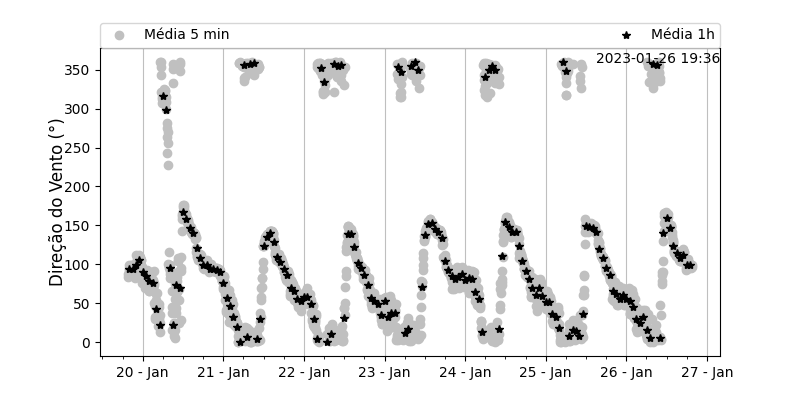 Média 5 min
Média 1h
2023-01-26 19:36
Direção do Vento (°)
350
300
250
200
150
100
50
0
20 - Jan
21 - Jan
22 - Jan
23 - Jan
24 - Jan
25 - Jan
26 - Jan
27 - Jan